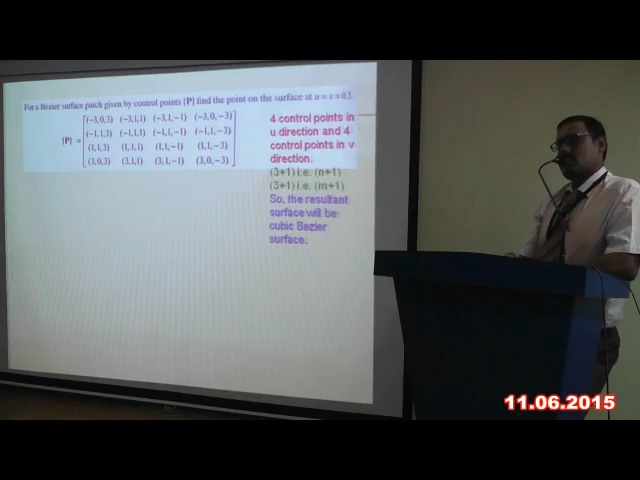 For a Bezier surface patch given by control points [P] find the point on the surface at u = v = 0.5.
[P] =
(−3,0,3) (−3,1,1) (−3,1,−1) (−3,0,−3)
(−1,1,3) (−1,1,1) (−1,1,−1) (−1,1,−3)
(1,1,3) (1,1,1) (1,1,−1) (1,1,−3)
(3,0,3) (3,1,1) (3,1,−1) (3,0,−3)
4 control points in
u direction and 4
control points in v
direction.
(3+1) i.e. (n+1)
(3+1) i.e. (m+1)
So, the resultant
surface will be
cubic Bezier
surface.
11.06.2015